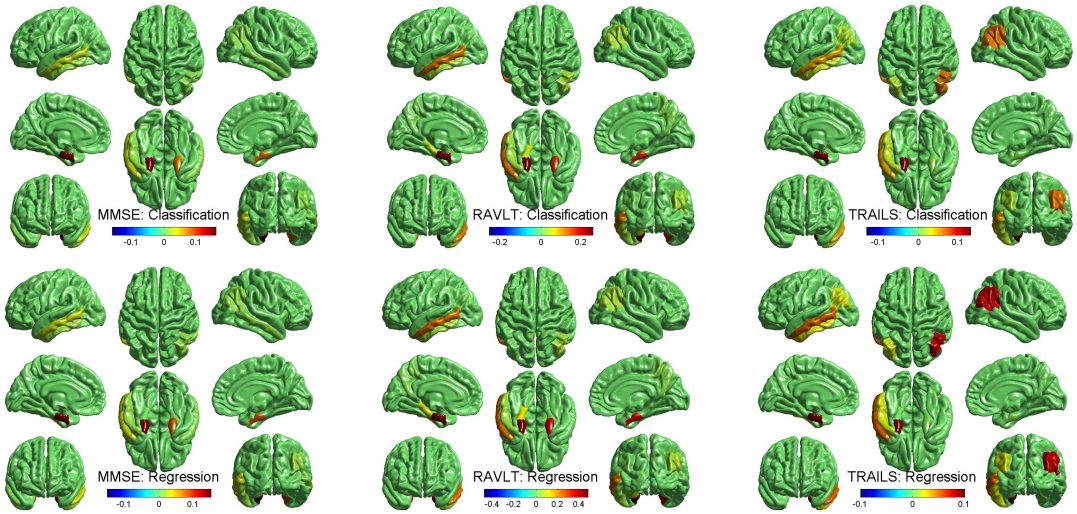 MMSE: Classification
-0.1 0 0.1
RAVLT: Classification
-0.2 0 0.2
TRAILS: Classification
-0.1 0 0.1
MMSE: Regression
-0.1 0 0.1
RAVLT: Regression
-0.4 -0.2 0 0.2 0.4
TRAILS: Regression
-0.1 0 0.1